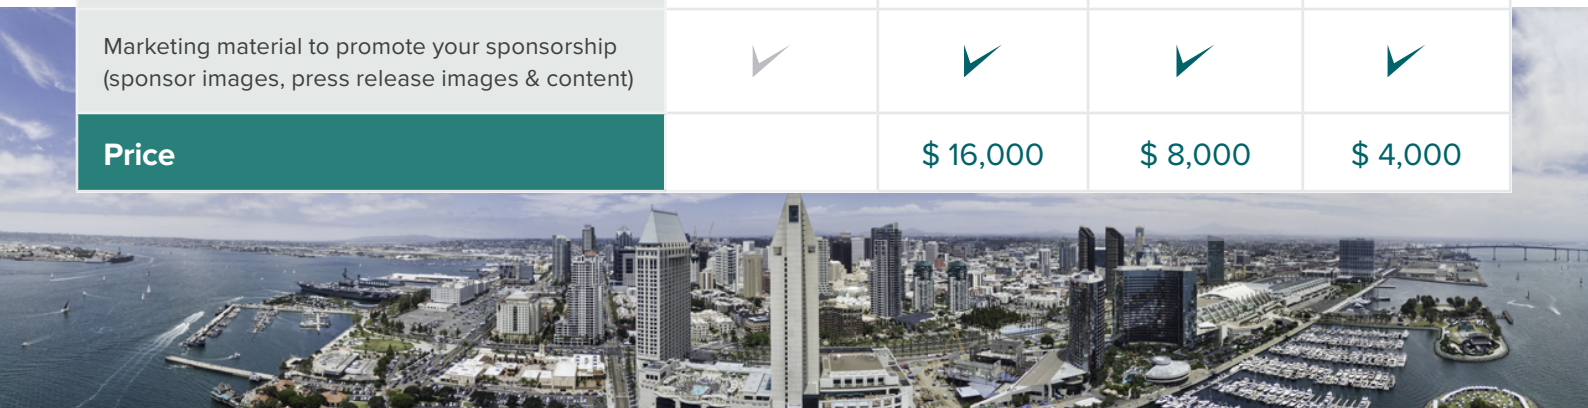 Marketing material to promote your sponsorship
(sponsor images, press release images & content)
Price
$ 16,000
$ 8,000
$ 4,000